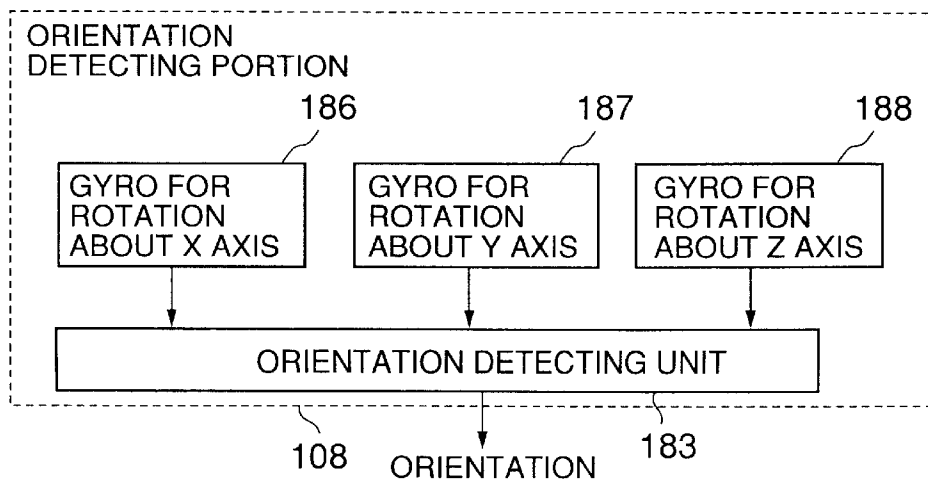 ORIENTATION
DETECTING PORTION
186
187
188
GYRO FOR
ROTATION
ABOUT X AXIS
GYRO FOR
ROTATION
ABOUT Y AXIS
GYRO FOR
ROTATION
ABOUT Z AXIS
ORIENTATION DETECTING UNIT
108
183
ORIENTATION